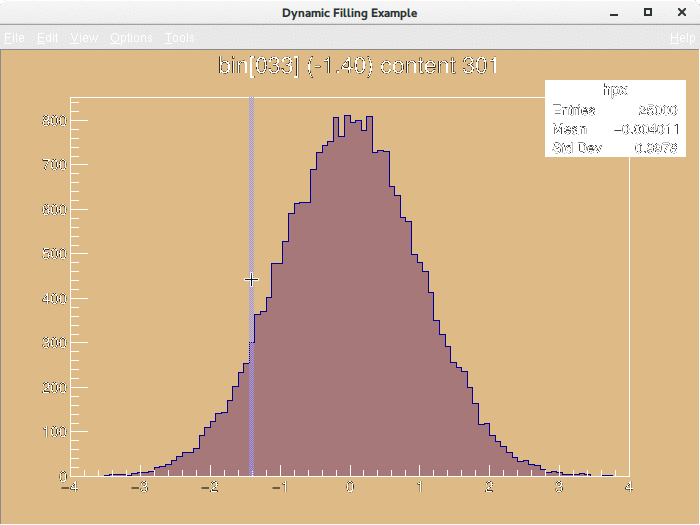 Dynamic Filling Example
File Edit View Options Tools Help
bin[033] (-1.40) content 301
hpx
Entries 25000
Mean -0.004011
Std Dev 0.9976
800
700
600
500
400
300
200
100
0
-4 -3 -2 -1 0 1 2 3 4